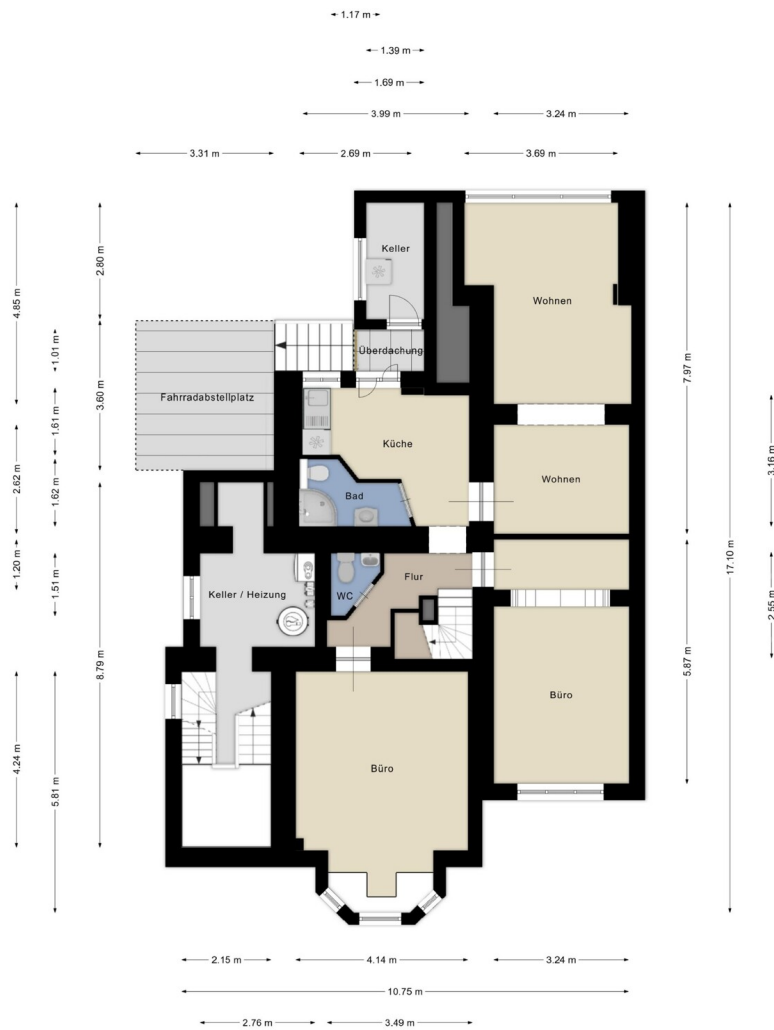 1.17 m
1.39 m
1.69 m
3.99 m
3.24 m
3.31 m
2.69 m
3.69 m
4.85 m
2.80 m
1.01 m
3.60 m
1.61 m
2.62 m
1.62 m
1.20 m
1.51 m
8.79 m
4.24 m
5.81 m
Keller
Wohnen
Überdachung
Fahrradabstellplatz
Küche
Wohnen
Bad
Flur
Keller / Heizung
WC
Büro
Büro
7.97 m
3.16 m
17.10 m
2.55 m
5.87 m
2.15 m
4.14 m
3.24 m
10.75 m
2.76 m
3.49 m